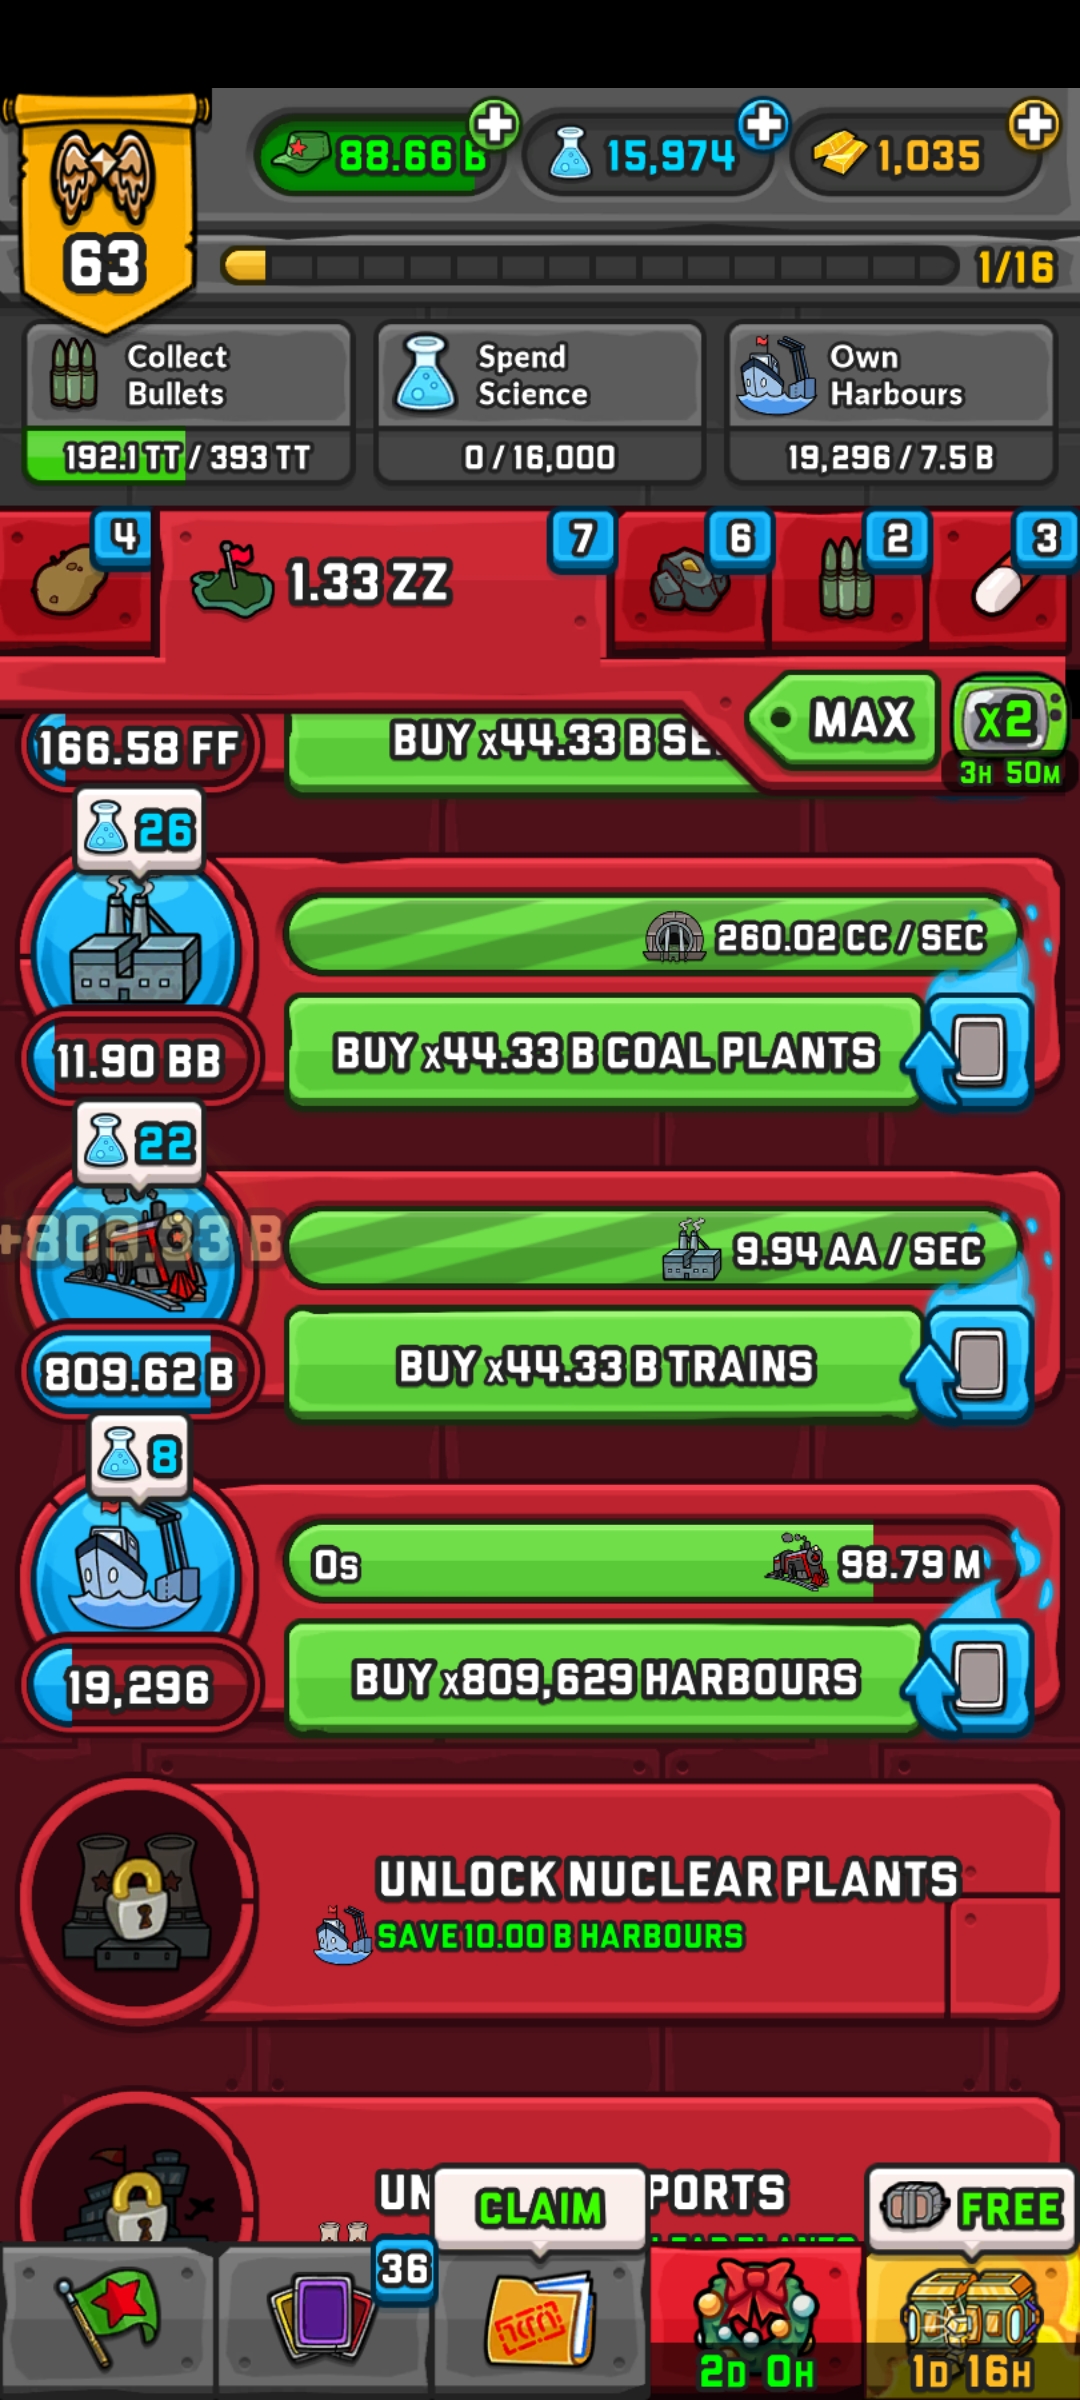 88.66 B
15,974
1,035
63
1/16
Collect
Bullets
192.1 TT / 393 TT
Spend
Science
0 / 16,000
Own
Harbours
19,296 / 7.5 B
4
1.33 ZZ
7
6
2
3
MAX
x2
3H 50M
166.58 FF
BUY x44.33 B SE
26
260.02 CC / SEC
11.90 BB
BUY x44.33 B COAL PLANTS
22
+809.33 B
9.94 AA / SEC
809.62 B
BUY x44.33 B TRAINS
8
0s
98.79 M
19,296
BUY x809,629 HARBOURS
UNLOCK NUCLEAR PLANTS
SAVE 10.00 B HARBOURS
UN
PORTS
CLAIM
FREE
36
2D 0H
1D 16H